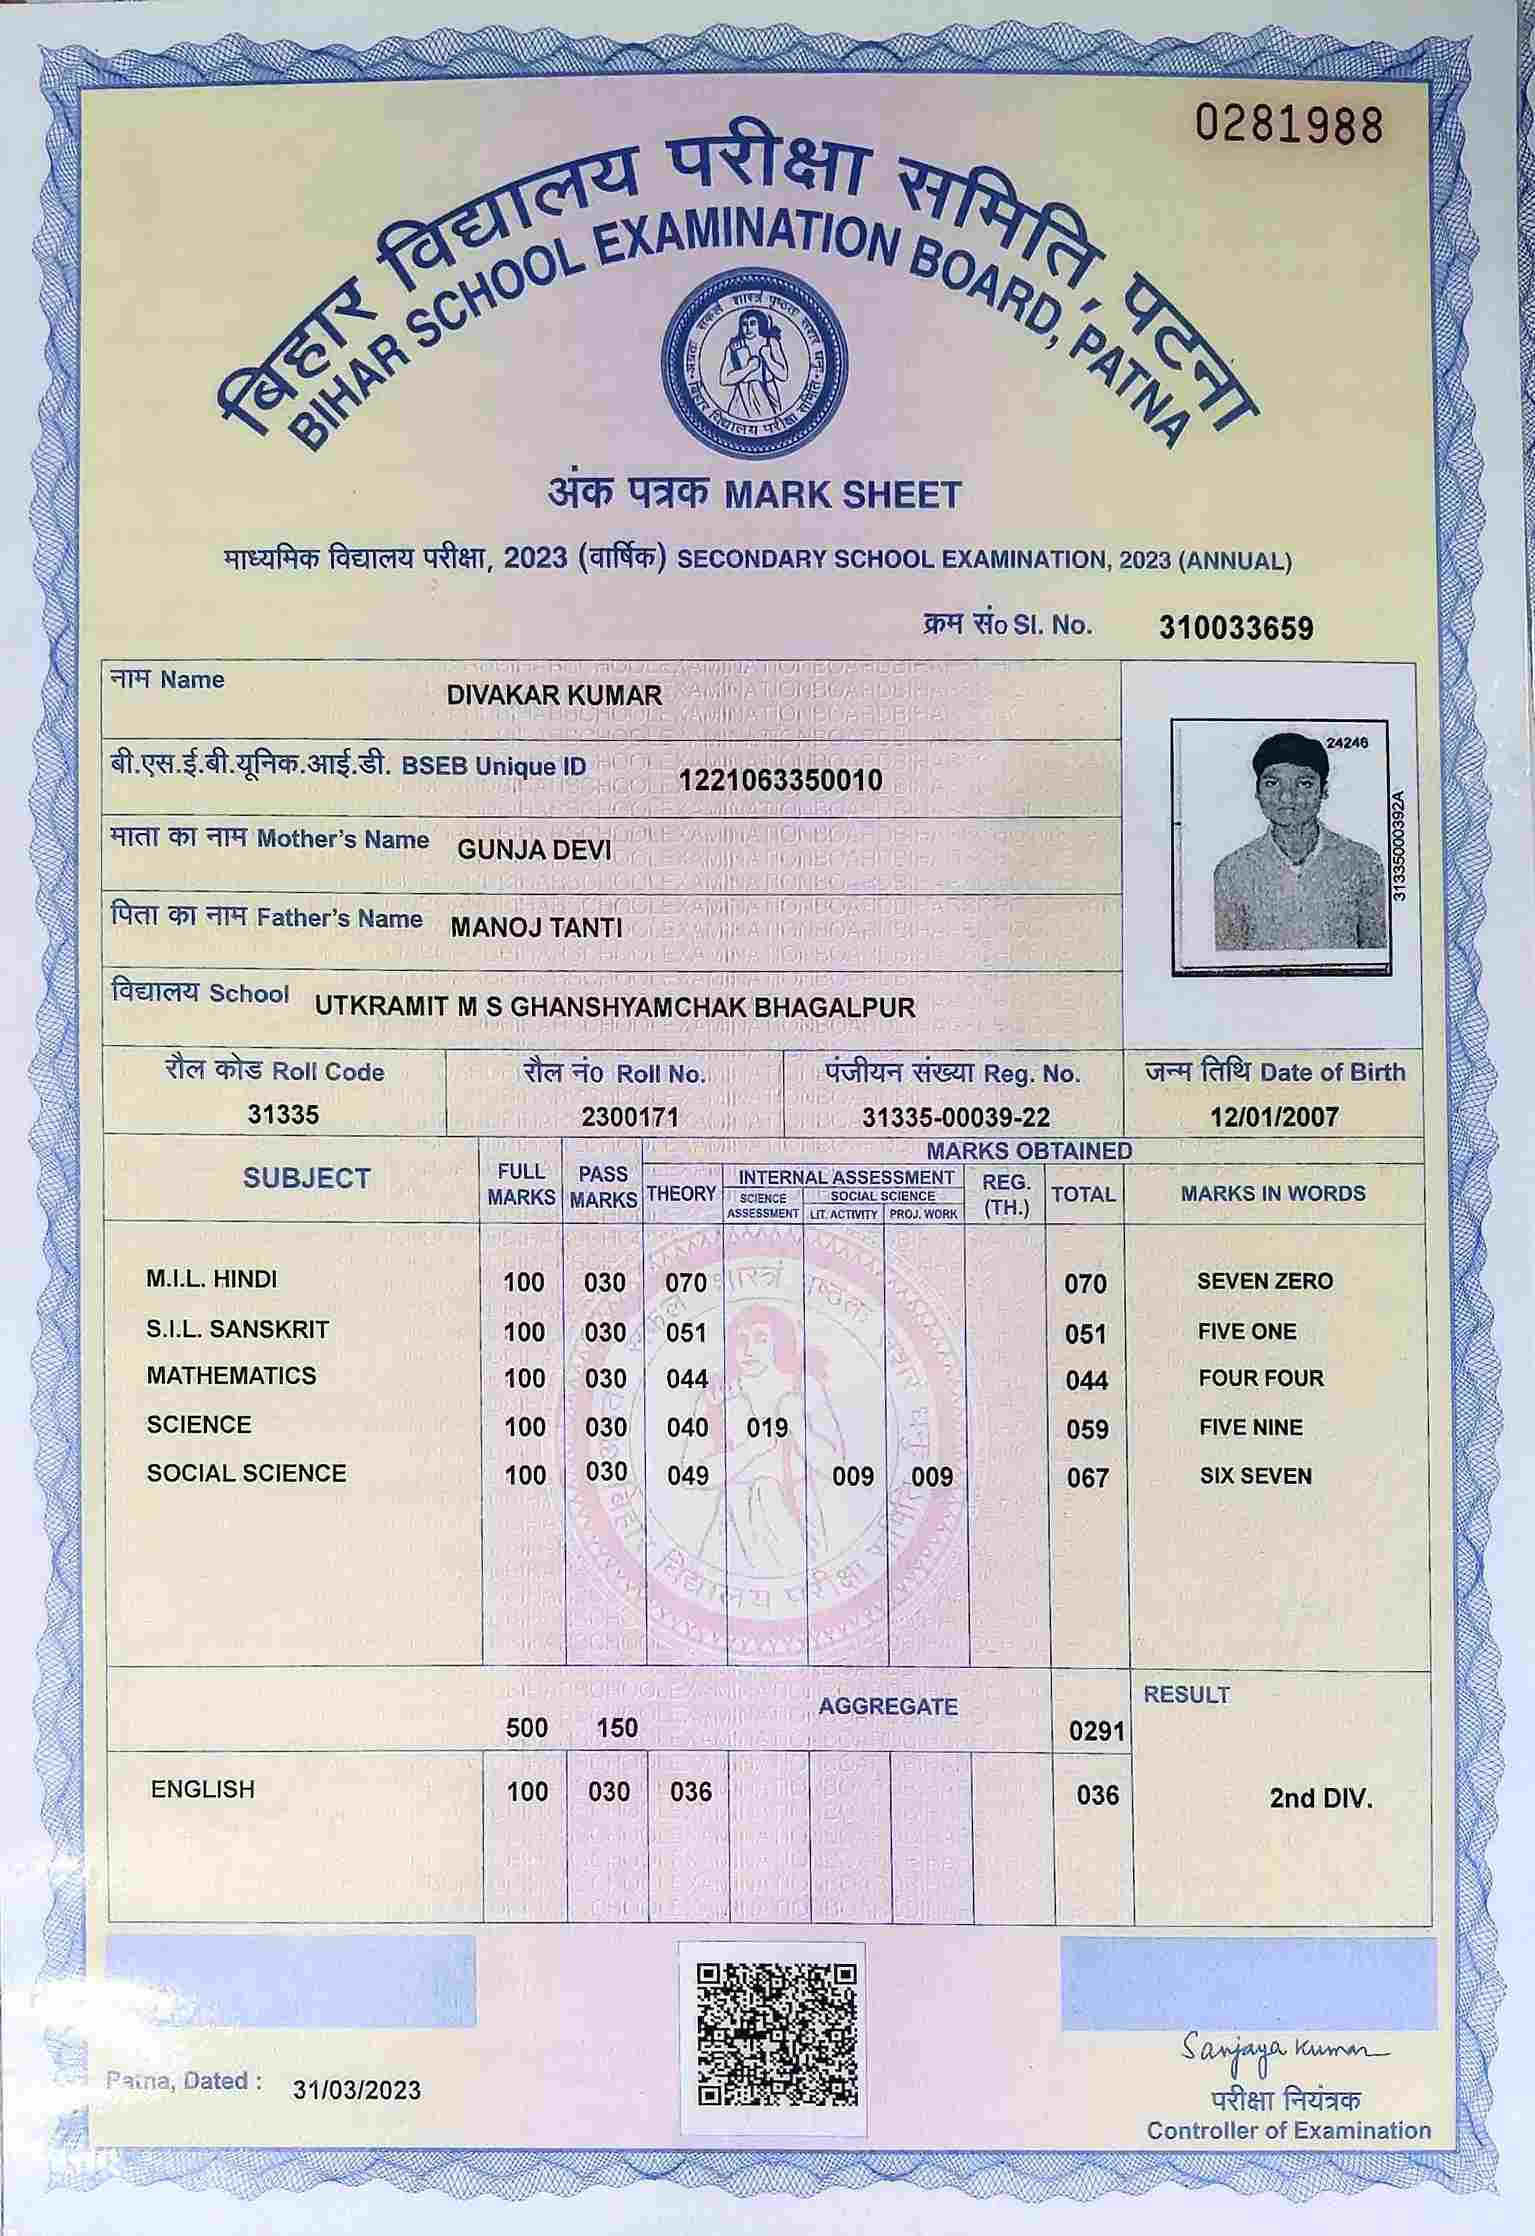 0281988
बिहार विद्यालय परीक्षा समिति, पटना
BIHAR SCHOOL EXAMINATION BOARD, PATNA
बिहार विद्यालय परीक्षा समिति
अंक पत्रक MARK SHEET
माध्यमिक विद्यालय परीक्षा, 2023 (वार्षिक) SECONDARY SCHOOL EXAMINATION, 2023 (ANNUAL)
क्रम सं० Sl. No. 310033659
नाम Name DIVAKAR KUMAR
24246
313350000392A
बी.एस.ई.बी.यूनिक.आई.डी. BSEB Unique ID 1221063350010
माता का नाम Mother's Name GUNJA DEVI
पिता का नाम Father's Name MANOJ TANTI
विद्यालय School UTKRAMIT M S GHANSHYAMCHAK BHAGALPUR
रौल कोड Roll Code रौल नं० Roll No. पंजीयन संख्या Reg. No. जन्म तिथि Date of Birth
31335 2300171 31335-00039-22 12/01/2007
MARKS OBTAINED
SUBJECT FULL MARKS PASS MARKS THEORY INTERNAL ASSESSMENT REG. (TH.) TOTAL MARKS IN WORDS
SCIENCE ASSESSMENT SOCIAL SCIENCE
LIT. ACTIVITY PROJ. WORK
M.I.L. HINDI 100 030 070 070 SEVEN ZERO
S.I.L. SANSKRIT 100 030 051 051 FIVE ONE
MATHEMATICS 100 030 044 044 FOUR FOUR
SCIENCE 100 030 040 019 059 FIVE NINE
SOCIAL SCIENCE 100 030 049 009 009 067 SIX SEVEN
विद्यालय परीक्षा
AGGREGATE RESULT
500 150 0291
ENGLISH 100 030 036 036 2nd DIV.
Patna, Dated : 31/03/2023
Sanjaya Kumar
परीक्षा नियंत्रक
Controller of Examination